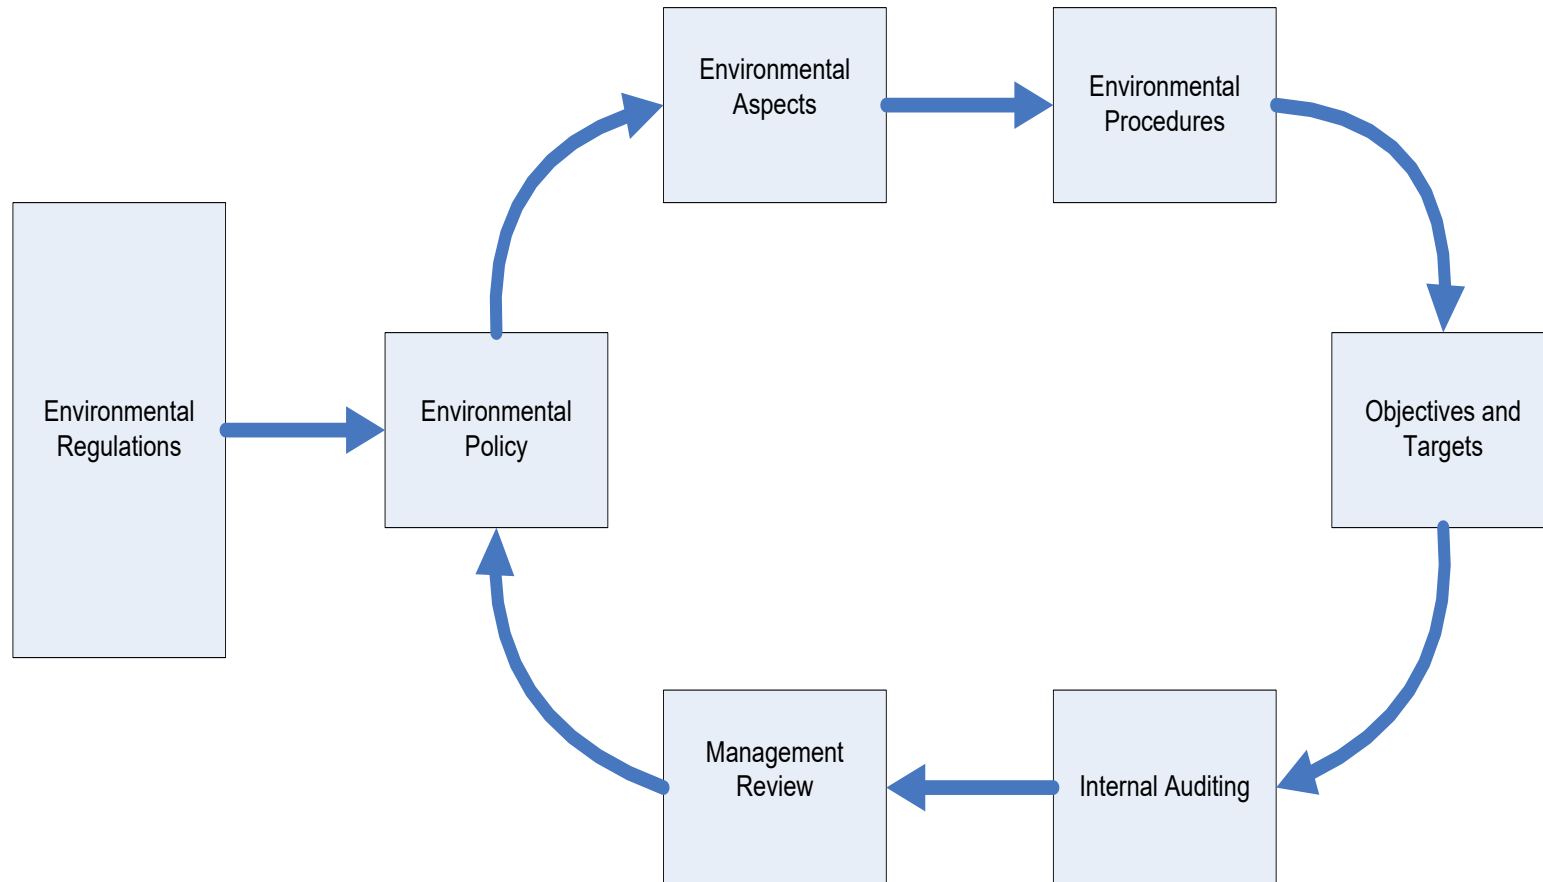 Environmental
Aspects
Environmental
Procedures
Environmental
Regulations
Environmental
Policy
Objectives and
Targets
Management
Review
Internal Auditing